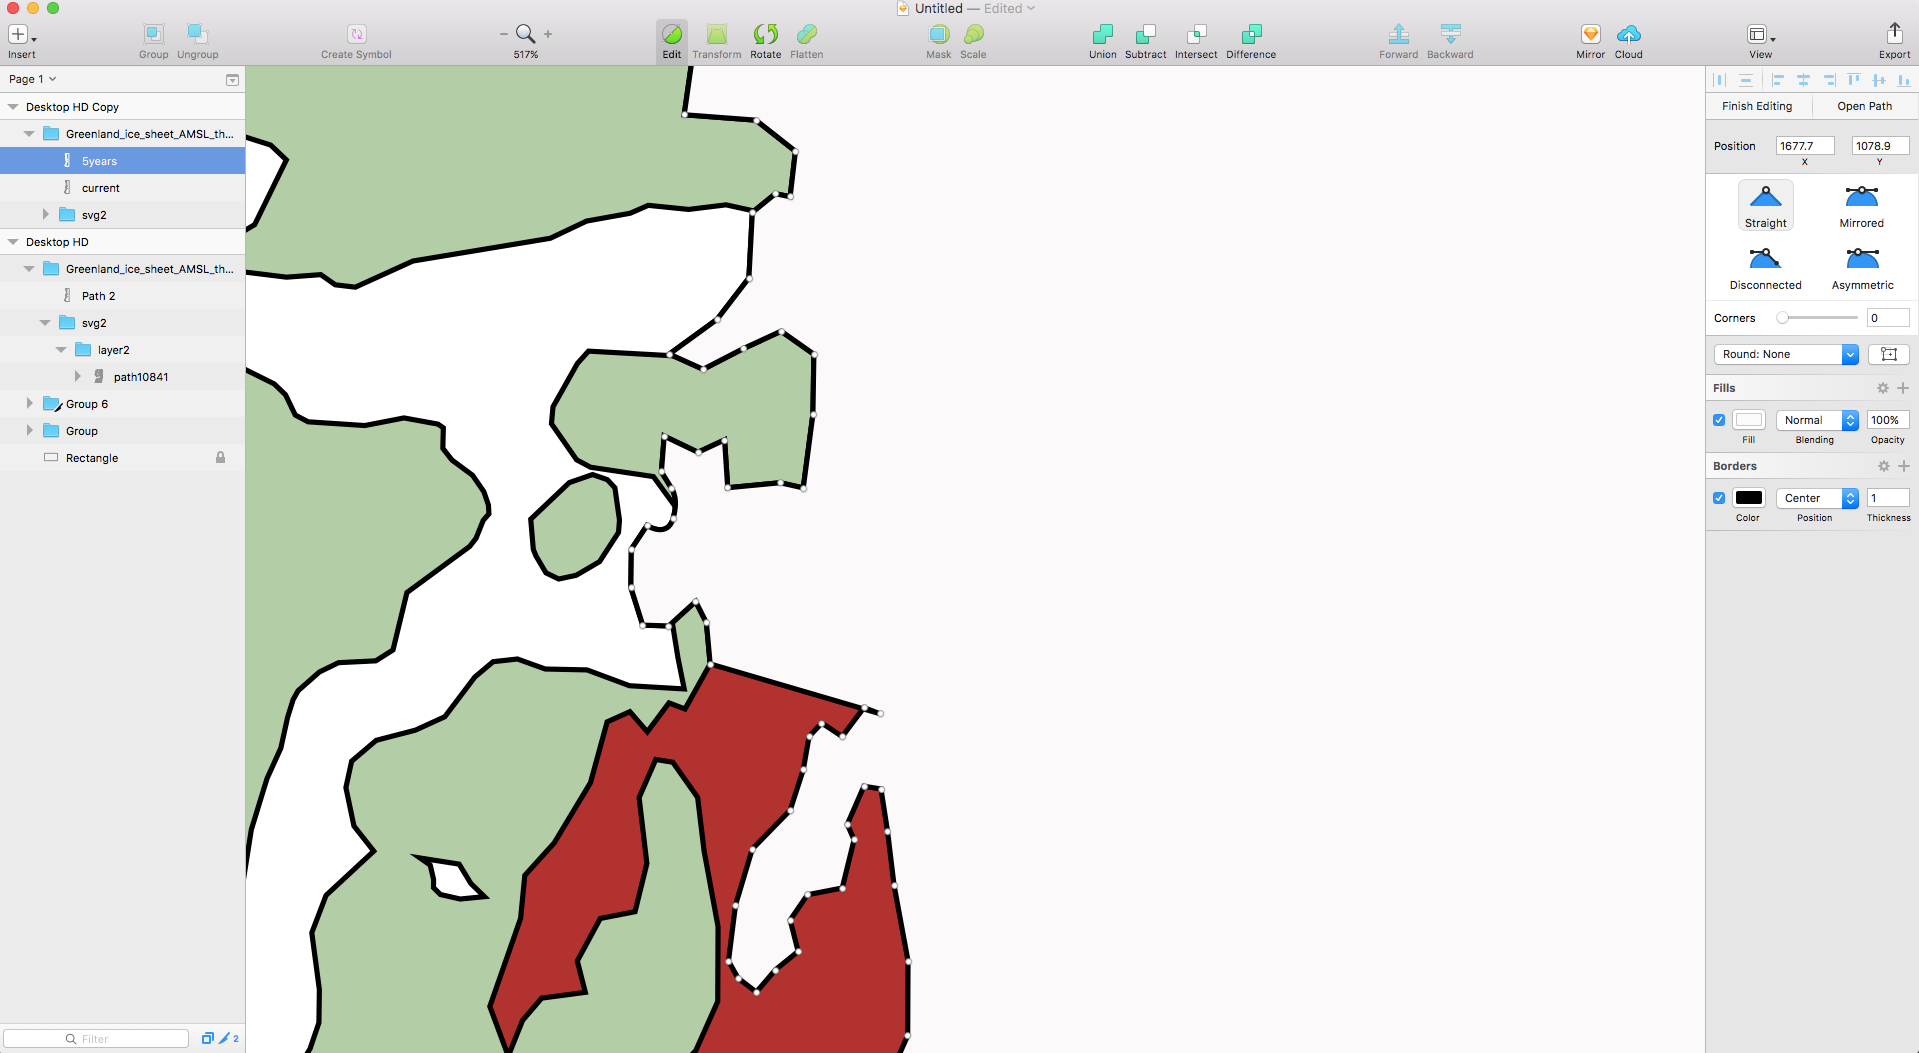 Untitled — Edited
Insert
Group
Ungroup
Create Symbol
517%
Edit
Transform
Rotate
Flatten
Mask
Scale
Union
Subtract
Intersect
Difference
Forward
Backward
Mirror
Cloud
View
Export
Page 1
Desktop HD Copy
Greenland_ice_sheet_AMSL_th...
5years
current
svg2
Desktop HD
Greenland_ice_sheet_AMSL_th...
Path 2
svg2
layer2
path10841
Group 6
Group
Rectangle
Filter
2
Finish Editing
Open Path
Position
1677.7
1078.9
X
Y
Straight
Mirrored
Disconnected
Asymmetric
Corners
0
Round: None
Fills
Normal
100%
Fill
Blending
Opacity
Borders
Center
1
Color
Position
Thickness